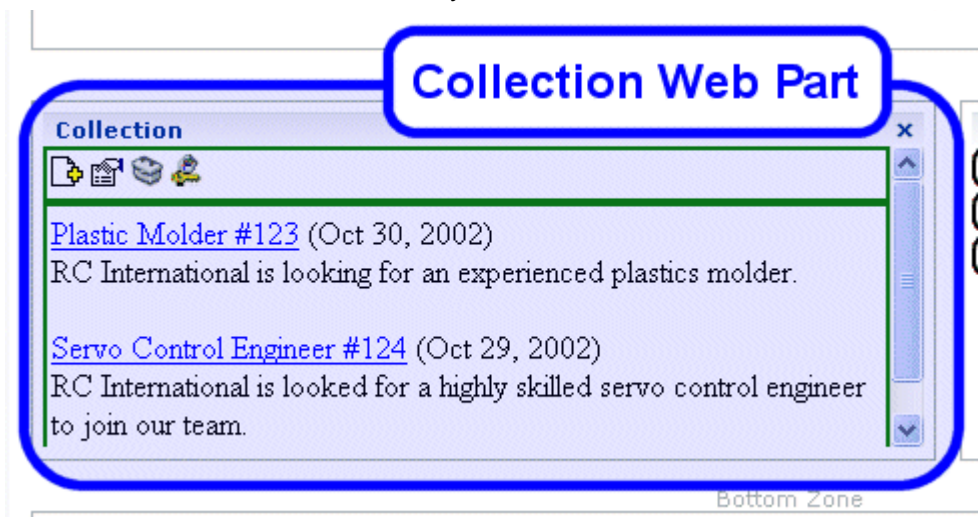 Collection Web Part
Collection
Plastic Molder #123 (Oct 30, 2002)
RC International is looking for an experienced plastics molder.
Servo Control Engineer #124 (Oct 29, 2002)
RC International is looked for a highly skilled servo control engineer
to join our team.
Bottom Zone